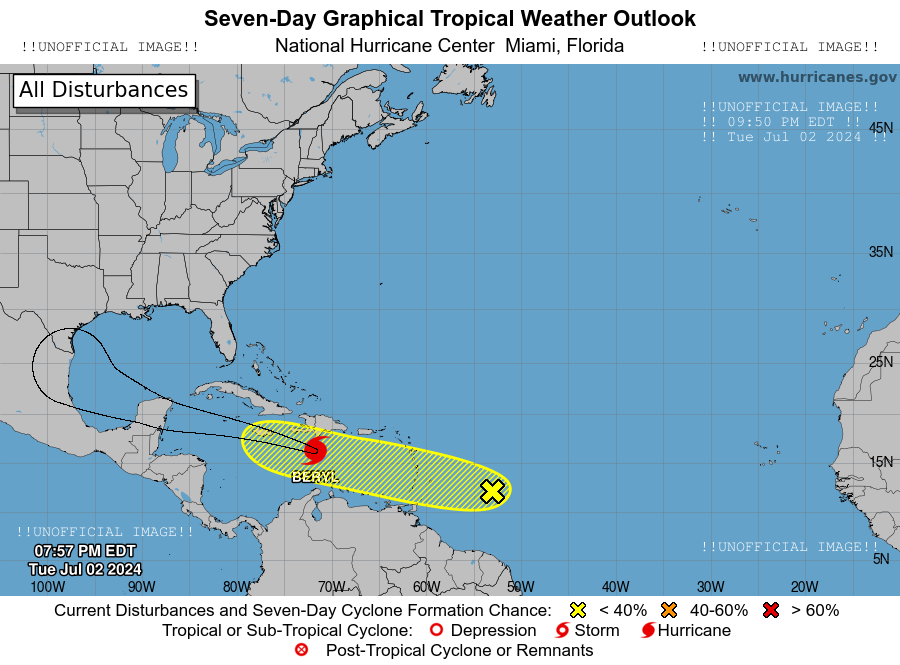 Seven-Day Graphical Tropical Weather Outlook
!!UNOFFICIAL IMAGE!!
National Hurricane Center  Miami, Florida
!!UNOFFICIAL IMAGE!!
All Disturbances
www.hurricanes.gov
!!UNOFFICIAL IMAGE!!
!! 09:50 PM EDT !!
!! Tue Jul 02 2024 !!
45N
35N
25N
15N
BERYL
!!UNOFFICIAL IMAGE!!
07:57 PM EDT
Tue Jul 02 2024
!!UNOFFICIAL IMAGE!!
5N
100W 90W 80W 70W 60W 50W 40W 30W 20W
Current Disturbances and Seven-Day Cyclone Formation Chance: < 40% 40-60% > 60%
Tropical or Sub-Tropical Cyclone: Depression Storm Hurricane
Post-Tropical Cyclone or Remnants